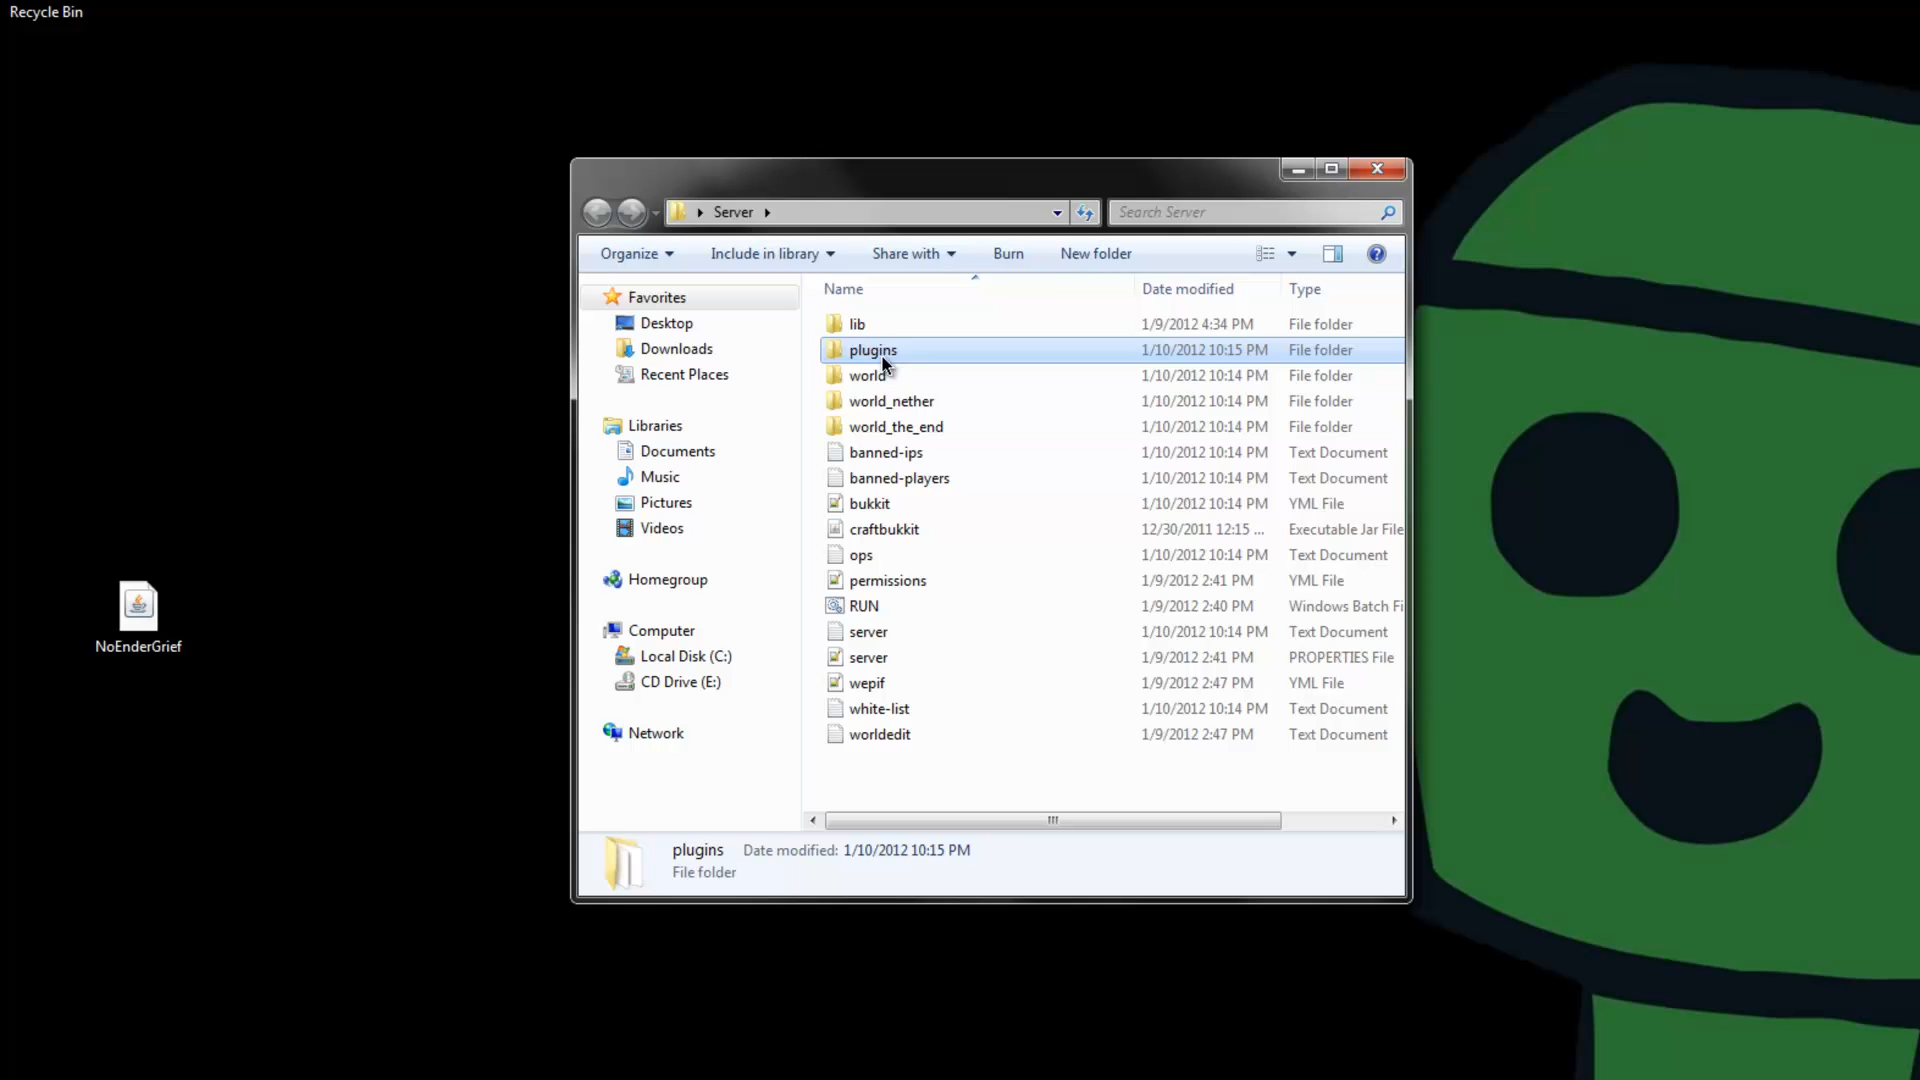 Recycle Bin
Server
Search Server
Organize Include in library Share with Burn New folder
Name Date modified Type
Favorites
Desktop
Downloads
Recent Places
Libraries
Documents
Music
Pictures
Videos
Homegroup
Computer
Local Disk (C:)
CD Drive (E:)
Network
lib 1/9/2012 4:34 PM File folder
plugins 1/10/2012 10:15 PM File folder
world 1/10/2012 10:14 PM File folder
world_nether 1/10/2012 10:14 PM File folder
world_the_end 1/10/2012 10:14 PM File folder
banned-ips 1/10/2012 10:14 PM Text Document
banned-players 1/10/2012 10:14 PM Text Document
bukkit 1/10/2012 10:14 PM YML File
craftbukkit 12/30/2011 12:15 ... Executable Jar File
ops 1/10/2012 10:14 PM Text Document
permissions 1/9/2012 2:41 PM YML File
RUN 1/9/2012 2:40 PM Windows Batch Fi
server 1/10/2012 10:14 PM Text Document
server 1/9/2012 2:41 PM PROPERTIES File
wepif 1/9/2012 2:47 PM YML File
white-list 1/10/2012 10:14 PM Text Document
worldedit 1/9/2012 2:47 PM Text Document
plugins Date modified: 1/10/2012 10:15 PM
File folder
NoEnderGrief